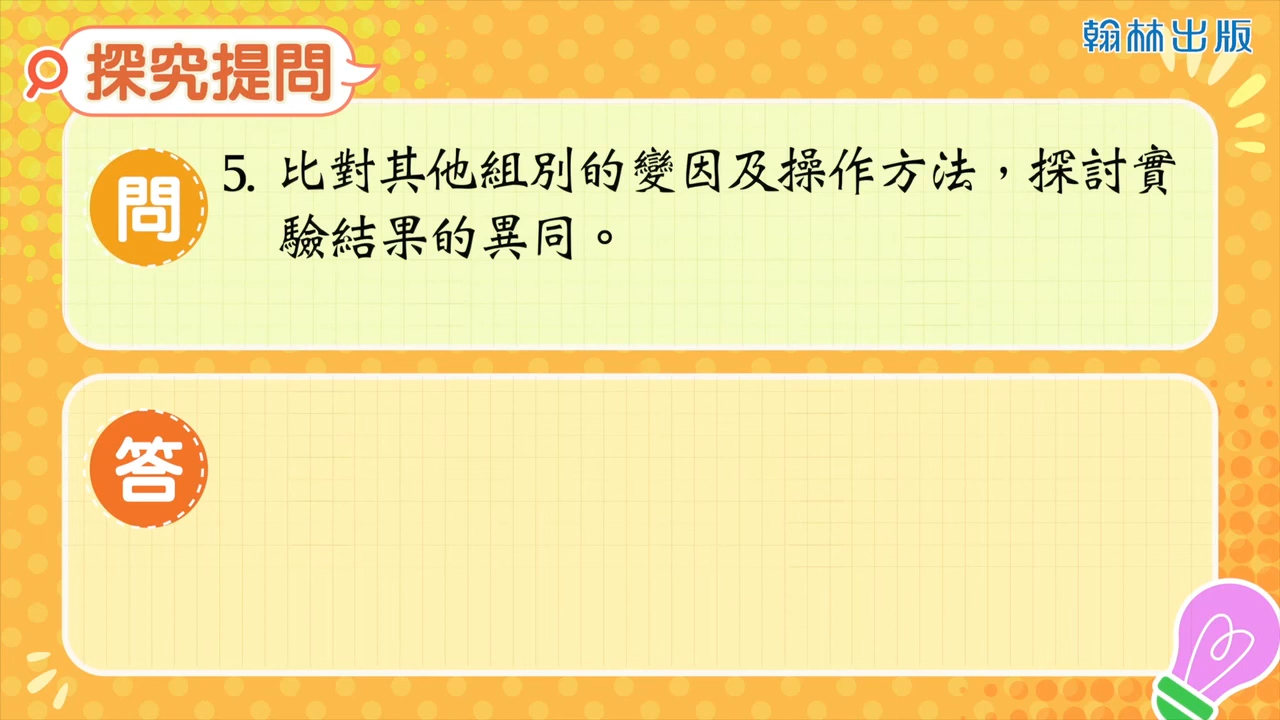 探究提問
翰林出版
問
5. 比對其他組別的變因及操作方法，探討實
驗結果的異同。
答